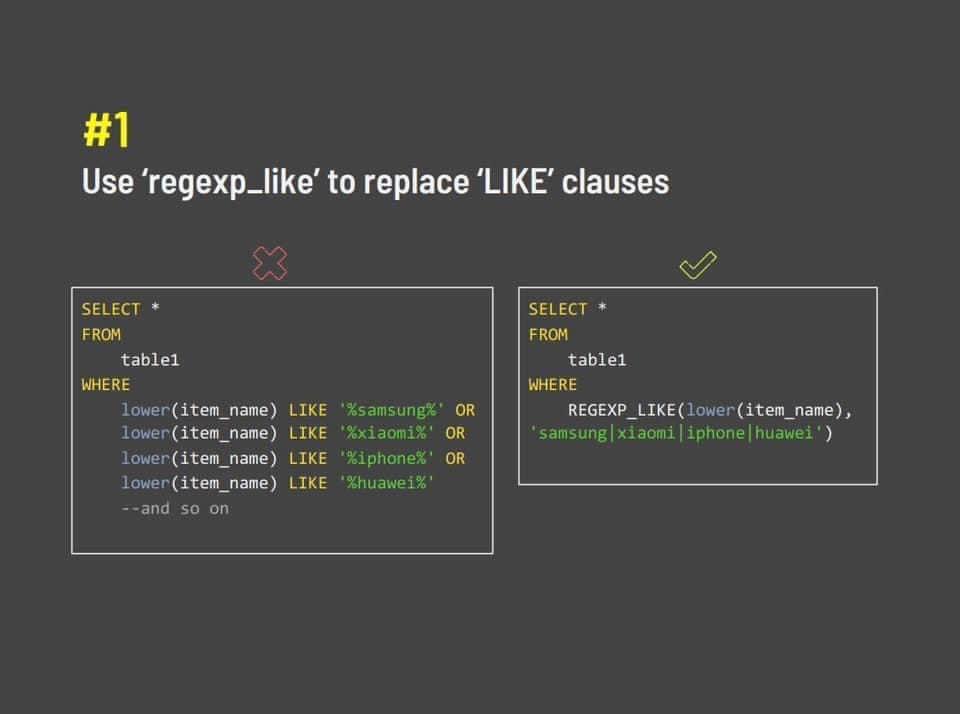 #1
Use ‘regexp_like’ to replace ‘LIKE’ clauses
SELECT *
FROM
table1
WHERE
lower(item_name) LIKE '%samsung%' OR
lower(item_name) LIKE '%xiaomi%' OR
lower(item_name) LIKE '%iphone%' OR
lower(item_name) LIKE '%huawei%'
--and so on
SELECT *
FROM
table1
WHERE
REGEXP_LIKE(lower(item_name),
'samsung|xiaomi|iphone|huawei')